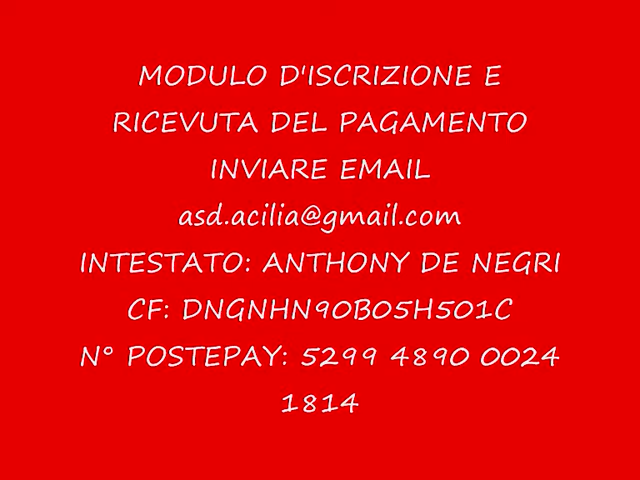 MODULO D'ISCRIZIONE E
RICEVUTA DEL PAGAMENTO
INVIARE EMAIL
asd.acilia@gmail.com
INTESTATO: ANTHONY DE NEGRI
CF: DNGNHN90B05H501C
N° POSTEPAY: 5299 4890 0024
1814